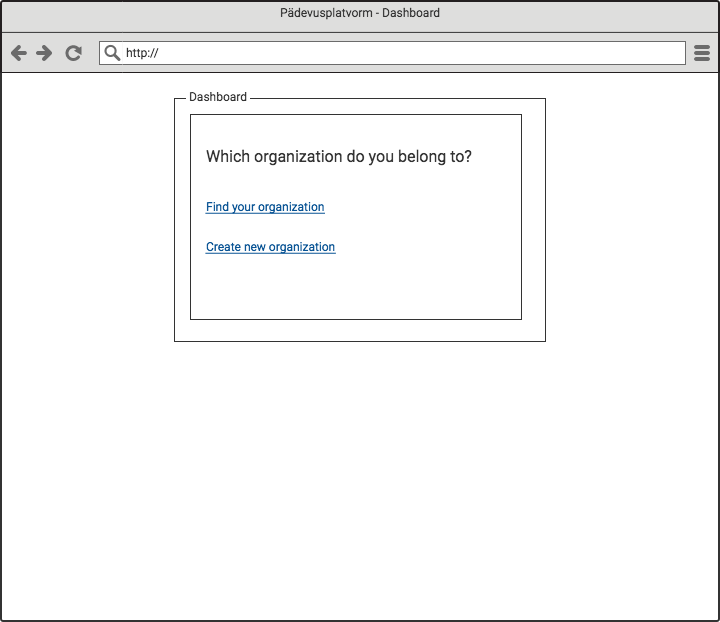 Pädevusplatvorm - Dashboard
http://
Dashboard
Which organization do you belong to?
Find your organization
Create new organization